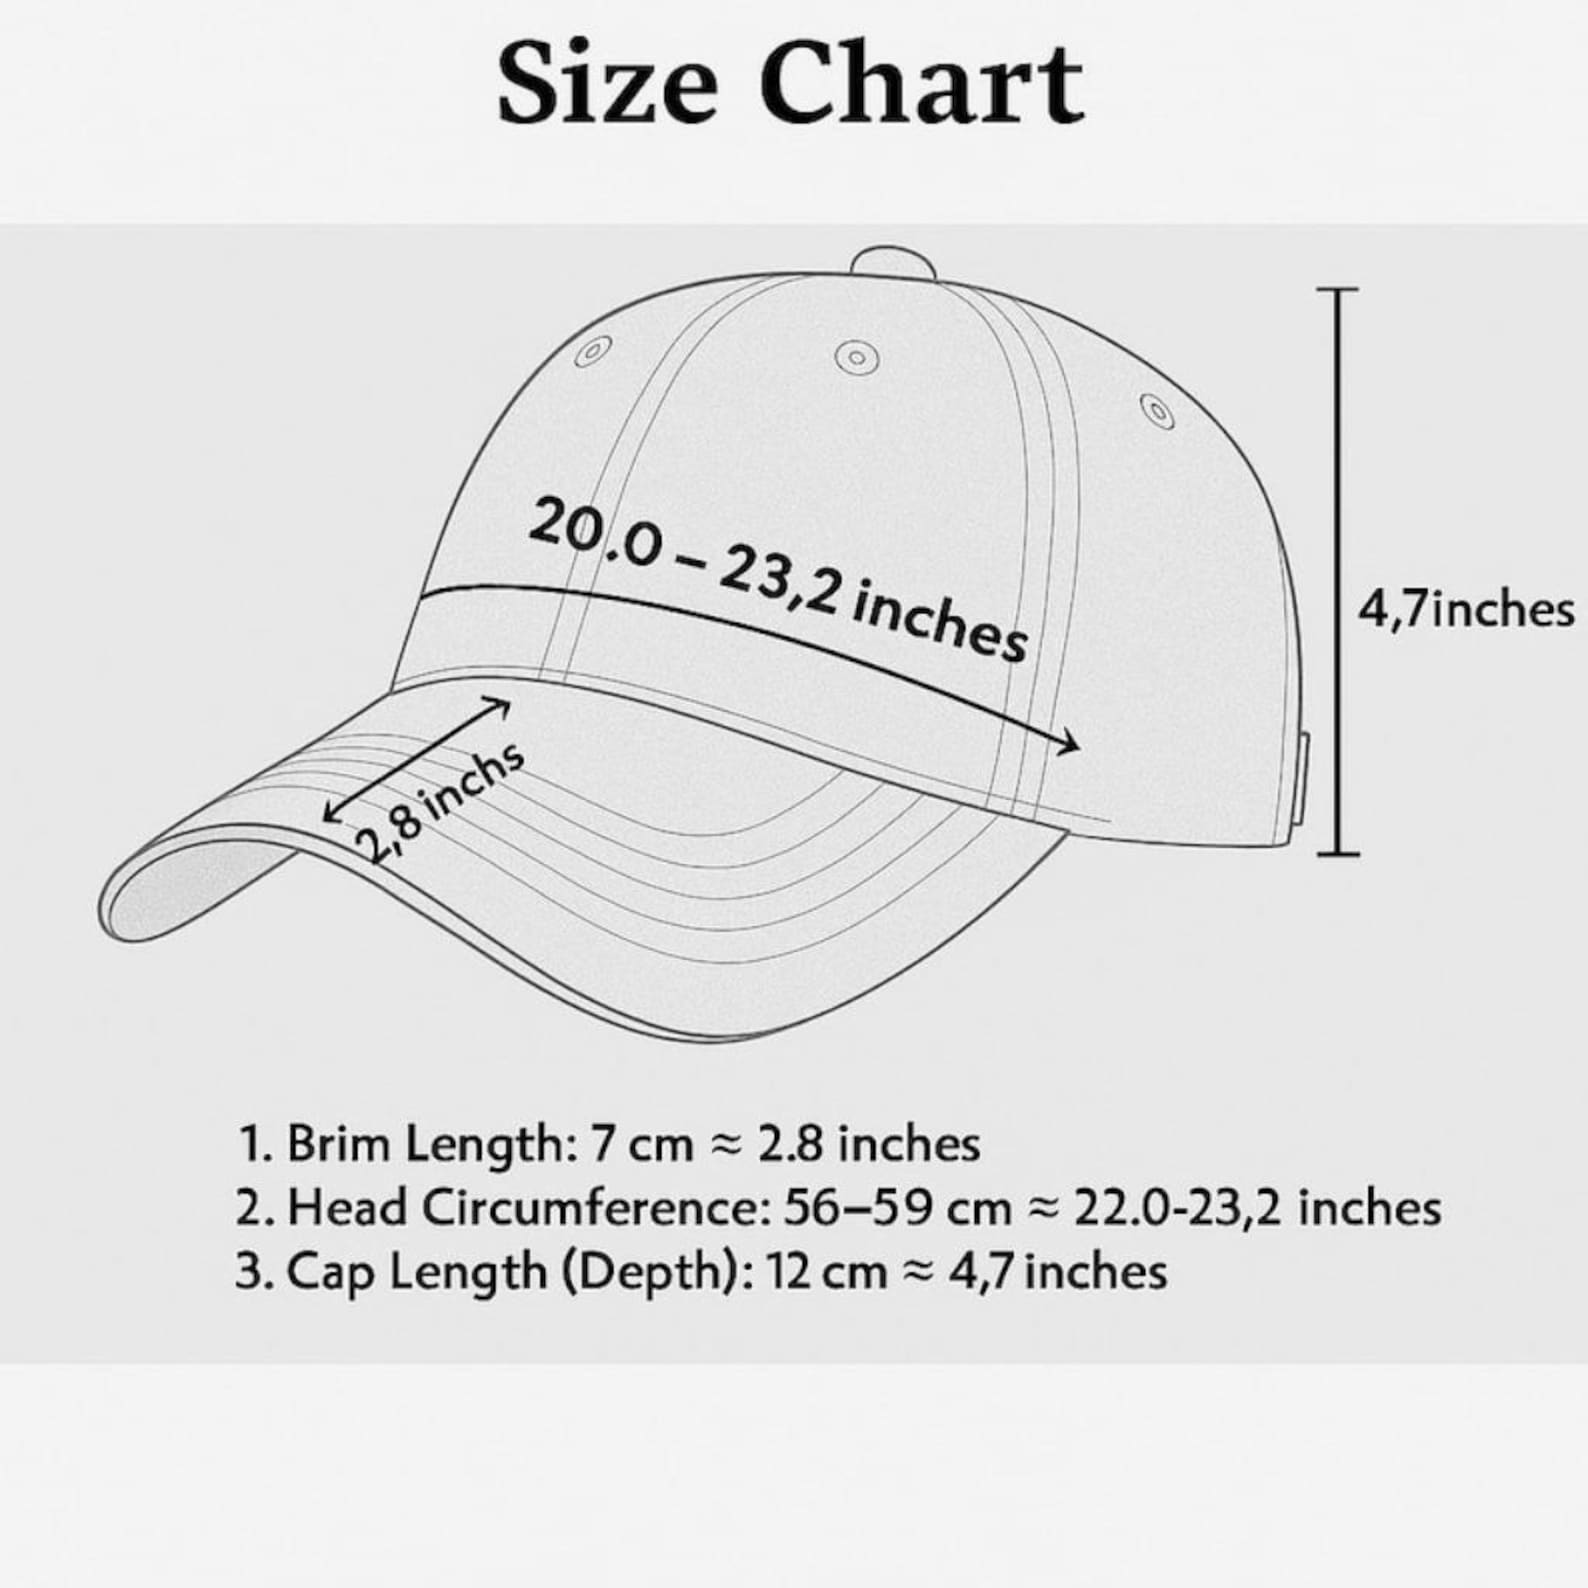 Size Chart
20.0 – 23,2 inches
4,7inches
2,8 inchs
1. Brim Length: 7 cm ≈ 2.8 inches
2. Head Circumference: 56–59 cm ≈ 22.0-23,2 inches
3. Cap Length (Depth): 12 cm ≈ 4,7 inches